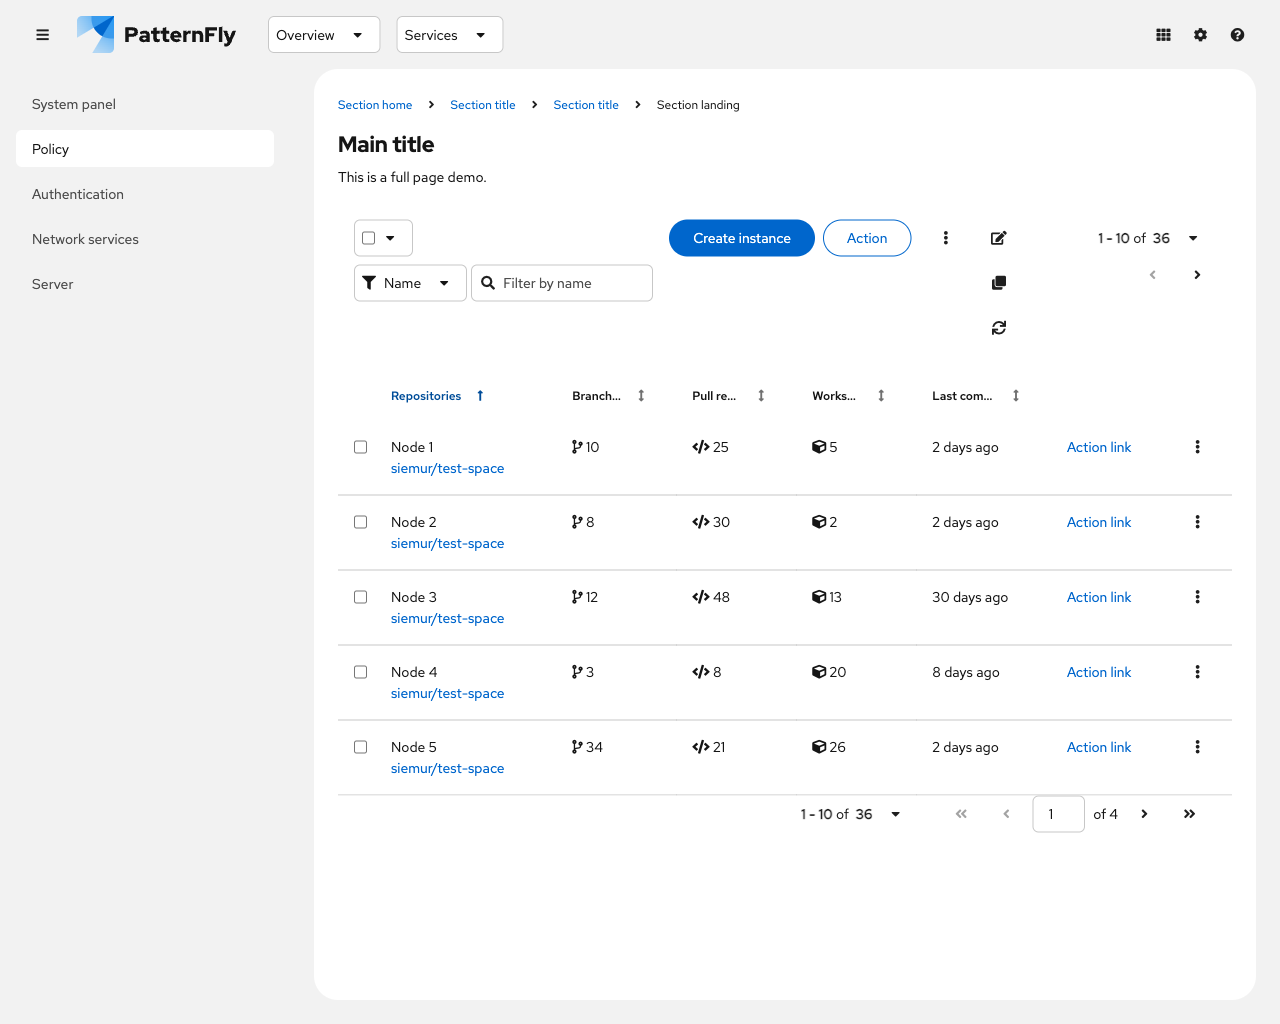 PatternFly Overview Services
System panel
Policy
Authentication
Network services
Server
Section home Section title Section title Section landing
Main title
This is a full page demo.
Create instance Action 1 - 10 of 36
Name Filter by name
Repositories Branch... Pull re... Works... Last com...
Node 1 10 25 5 2 days ago Action link
siemur/test-space
Node 2 8 30 2 2 days ago Action link
siemur/test-space
Node 3 12 48 13 30 days ago Action link
siemur/test-space
Node 4 3 8 20 8 days ago Action link
siemur/test-space
Node 5 34 21 26 2 days ago Action link
siemur/test-space
1 - 10 of 36 1 of 4